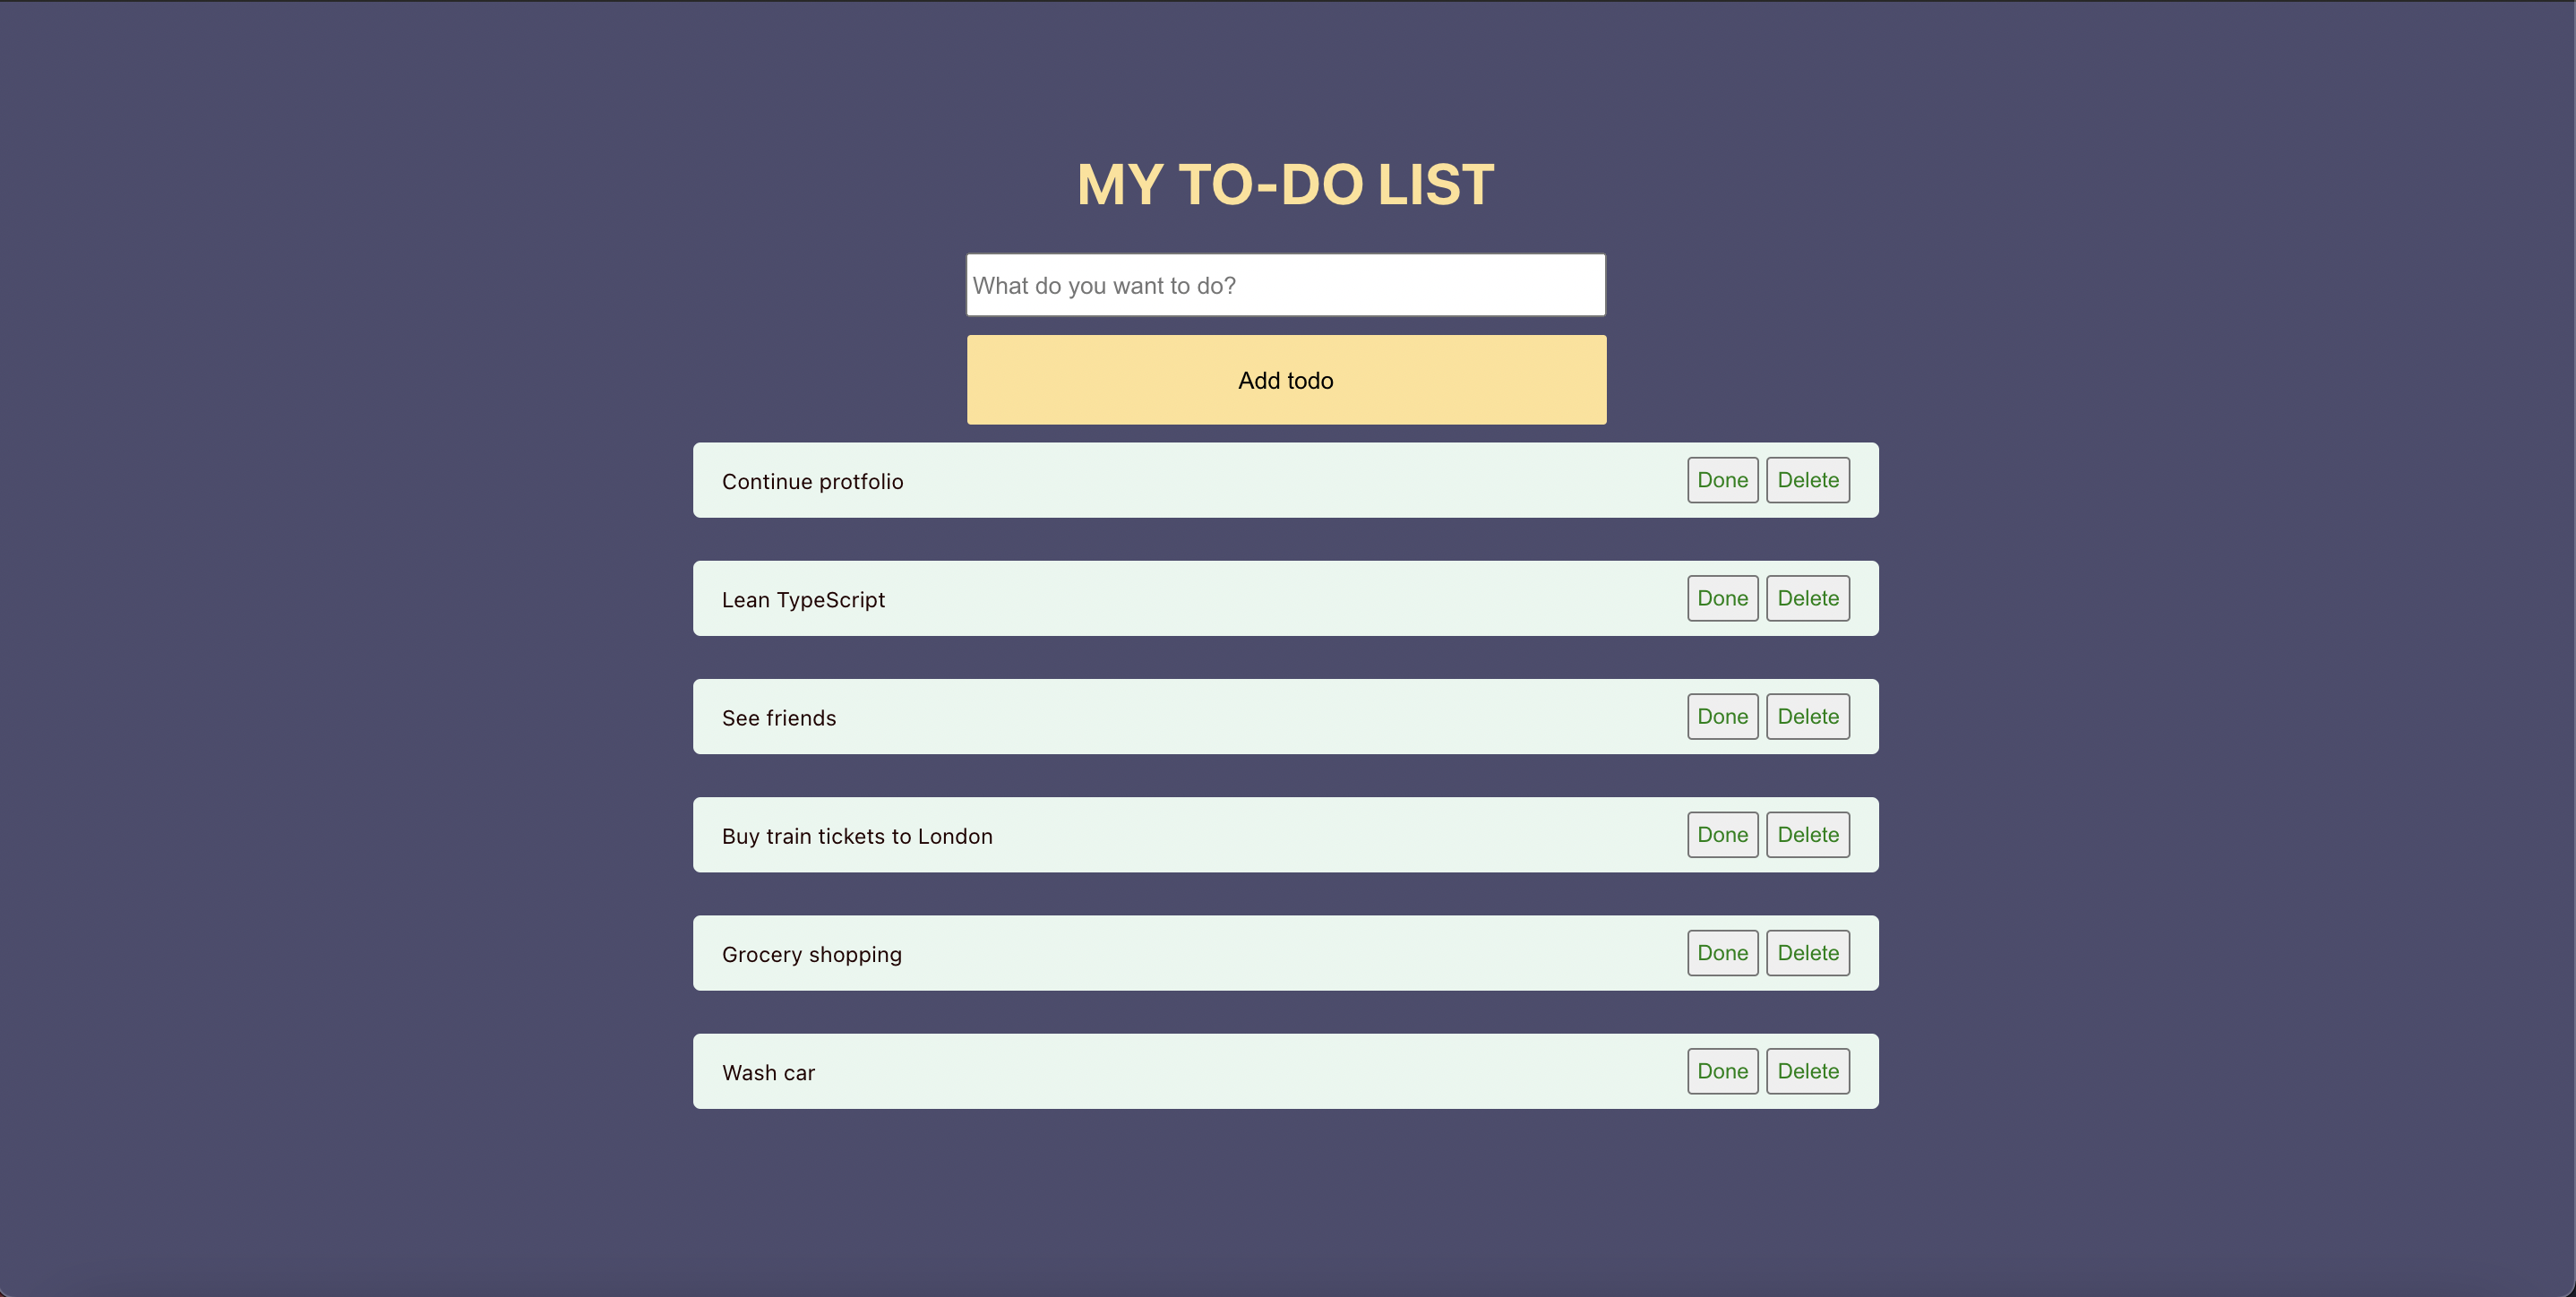 MY TO-DO LIST
What do you want to do?
Add todo
Continue protfolio Done Delete
Lean TypeScript Done Delete
See friends Done Delete
Buy train tickets to London Done Delete
Grocery shopping Done Delete
Wash car Done Delete